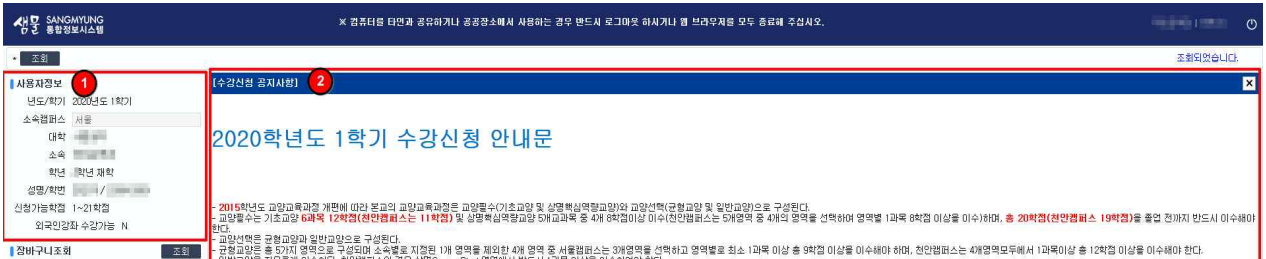 샘물 SANGMYUNG 통합정보시스템
※ 컴퓨터를 타인과 공유하거나 공공장소에서 사용하는 경우 반드시 로그아웃 하시거나 웹 브라우저를 모두 종료해 주십시오.
조회
조회되었습니다.
사용자정보 1
년도/학기 2020년도 1학기
소속캠퍼스 서울
대학
소속
학년 학년 재학
성명/학번 /
신청가능학점 1~21학점
외국인강좌 수강가능 N
장바구니조회 조회
[수강신청 공지사항] 2
2020학년도 1학기 수강신청 안내문
- 2015학년도 교양교육과정 개편에 따라 본교의 교양교육과정은 교양필수(기초교양 및 상명핵심역량교양)와 교양선택(균형교양 및 일반교양)으로 구성된다.
- 교양필수는 기초교양 6과목 12학점(천안캠퍼스는 11학점) 및 상명핵심역량교양 5개교과목 중 4개 8학점이상 이수(천안캠퍼스는 5개영역 중 4개의 영역을 선택하여 영역별 1과목 8학점 이상을 이수)하며, 총 20학점(천안캠퍼스 19학점)을 졸업 전까지 반드시 이수해야
한다.
- 교양선택은 균형교양과 일반교양으로 구성된다.
- 균형교양은 총 5가지 영역으로 구성되며 소속별로 지정된 1개 영역을 제외한 4개 영역 중 서울캠퍼스는 3개영역을 선택하고 영역별로 최소 1과목 이상 총 9학점 이상을 이수해야 하며, 천안캠퍼스는 4개영역모두에서 1과목이상 총 12학점 이상을 이수해야 한다.